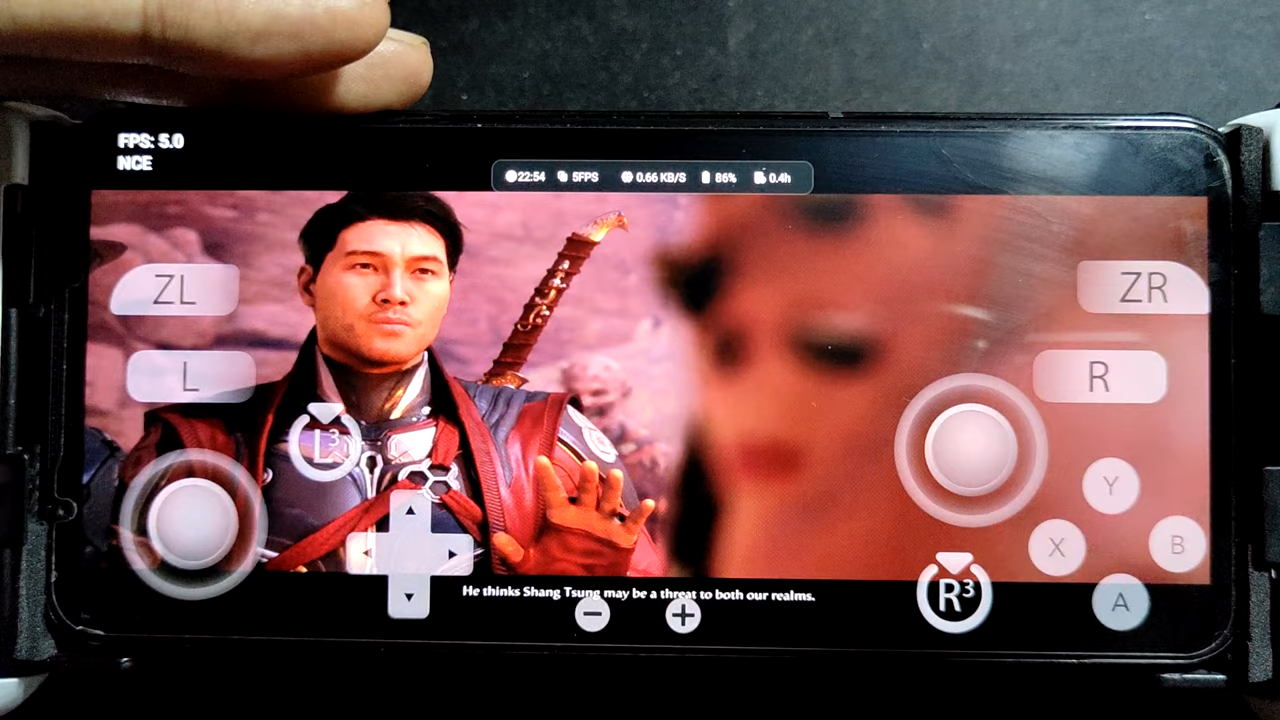 FPS: 5.0
NCE
22:54 5FPS 0.66 KB/S 86% 0.4h
ZL
ZR
L
R
L3
Y
X
B
R3
A
He thinks Shang Tsung may be a threat to both our realms.